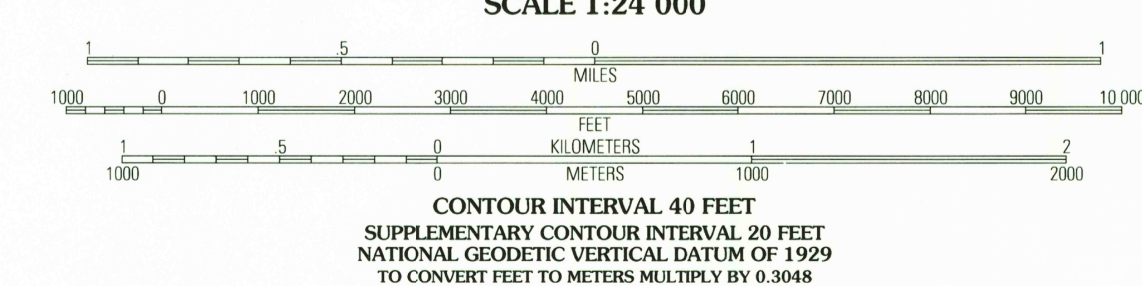 SCALE 1:24 000
1 .5 0 1
MILES
1000 0 1000 2000 3000 4000 5000 6000 7000 8000 9000 10 000
FEET
1 .5 0 KILOMETERS 1 2
1000 0 METERS 1000 2000
CONTOUR INTERVAL 40 FEET
SUPPLEMENTARY CONTOUR INTERVAL 20 FEET
NATIONAL GEODETIC VERTICAL DATUM OF 1929
TO CONVERT FEET TO METERS MULTIPLY BY 0.3048